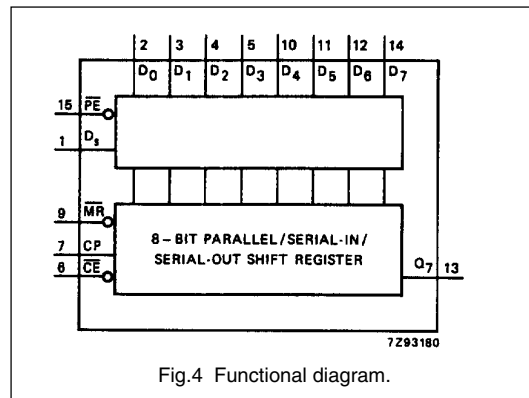 2 3 4 5 10 11 12 14
D0 D1 D2 D3 D4 D5 D6 D7
15 PE
1 Ds
9 MR
7 CP
6 CE
8-BIT PARALLEL/SERIAL-IN/
SERIAL-OUT SHIFT REGISTER
Q7 13
7Z93180
Fig.4 Functional diagram.